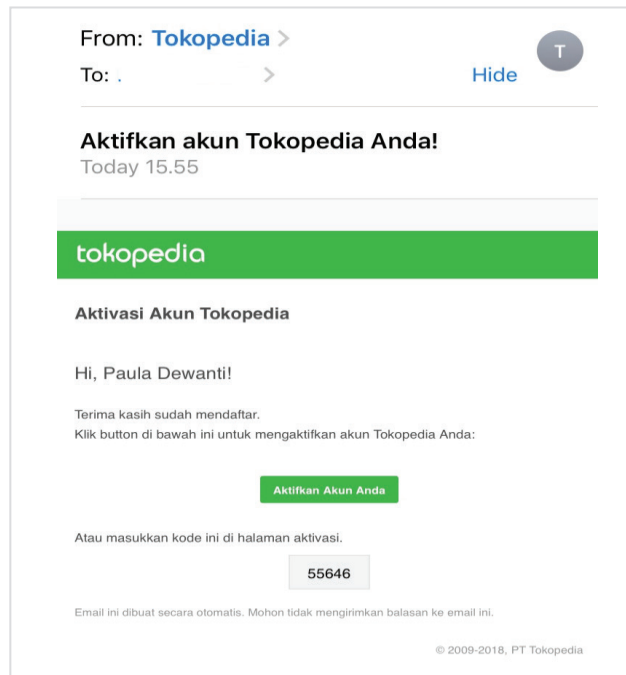 From: Tokopedia >
T
To: . >
Hide
Aktifkan akun Tokopedia Anda!
Today 15.55
tokopedia
Aktivasi Akun Tokopedia
Hi, Paula Dewanti!
Terima kasih sudah mendaftar.
Klik button di bawah ini untuk mengaktifkan akun Tokopedia Anda:
Aktifkan Akun Anda
Atau masukkan kode ini di halaman aktivasi.
55646
Email ini dibuat secara otomatis. Mohon tidak mengirimkan balasan ke email ini.
© 2009-2018, PT Tokopedia